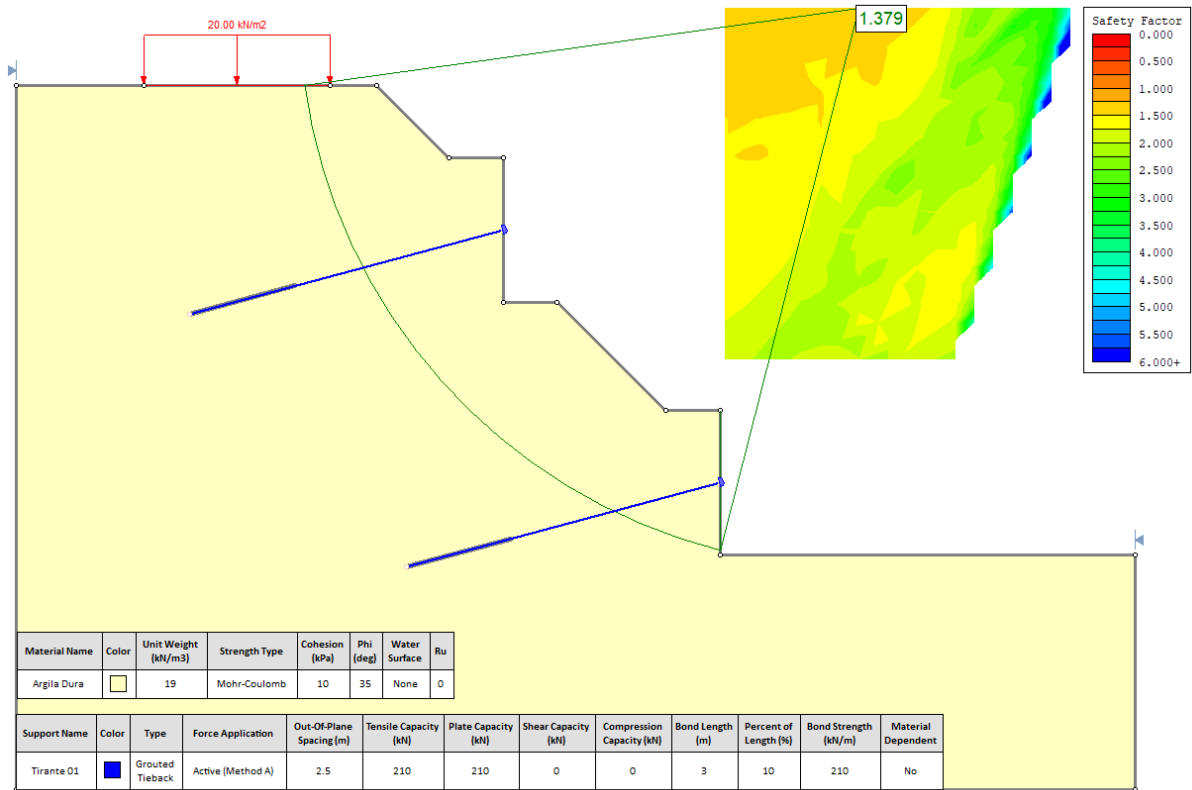 20.00 kN/m2
1.379
Safety Factor
0.000
0.500
1.000
1.500
2.000
2.500
3.000
3.500
4.000
4.500
5.000
5.500
6.000+
Material Name Color Unit Weight (kN/m3) Strength Type Cohesion (kPa) Phi (deg) Water Surface Ru
Argila Dura 19 Mohr-Coulomb 10 35 None 0
Support Name Color Type Force Application Out-Of-Plane Spacing (m) Tensile Capacity (kN) Plate Capacity (kN) Shear Capacity (kN) Compression Capacity (kN) Bond Length (m) Percent of Length (%) Bond Strength (kN/m) Material Dependent
Tirante 01 Grouted Tieback Active (Method A) 2.5 210 210 0 0 3 10 210 No